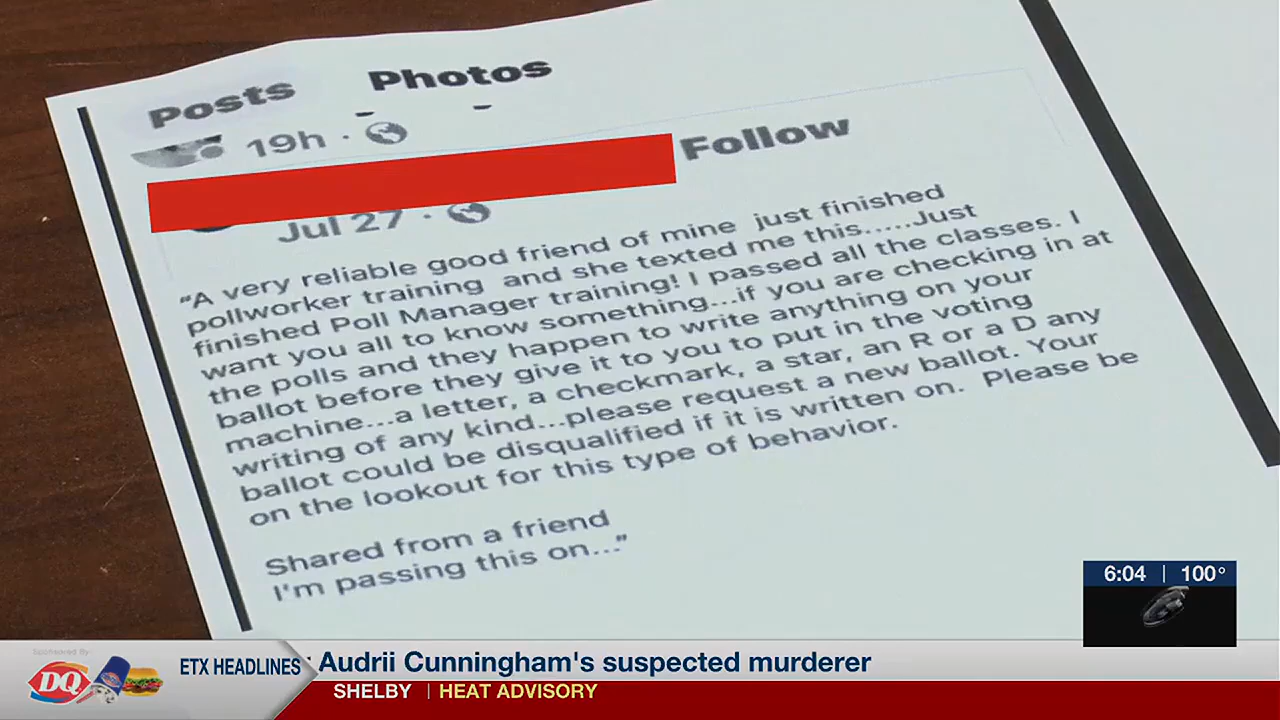 Posts Photos
19h ·
Follow
Jul 27 ·
“A very reliable good friend of mine just finished
pollworker training and she texted me this.....Just
finished Poll Manager training! I passed all the classes. I
want you all to know something...if you are checking in at
the polls and they happen to write anything on your
ballot before they give it to you to put in the voting
machine...a letter, a checkmark, a star, an R or a D any
writing of any kind...please request a new ballot. Your
ballot could be disqualified if it is written on. Please be
on the lookout for this type of behavior.
Shared from a friend
I'm passing this on...”
6:04 | 100°
Sponsored By:
DQ
ETX HEADLINES
Audrii Cunningham's suspected murderer
SHELBY | HEAT ADVISORY